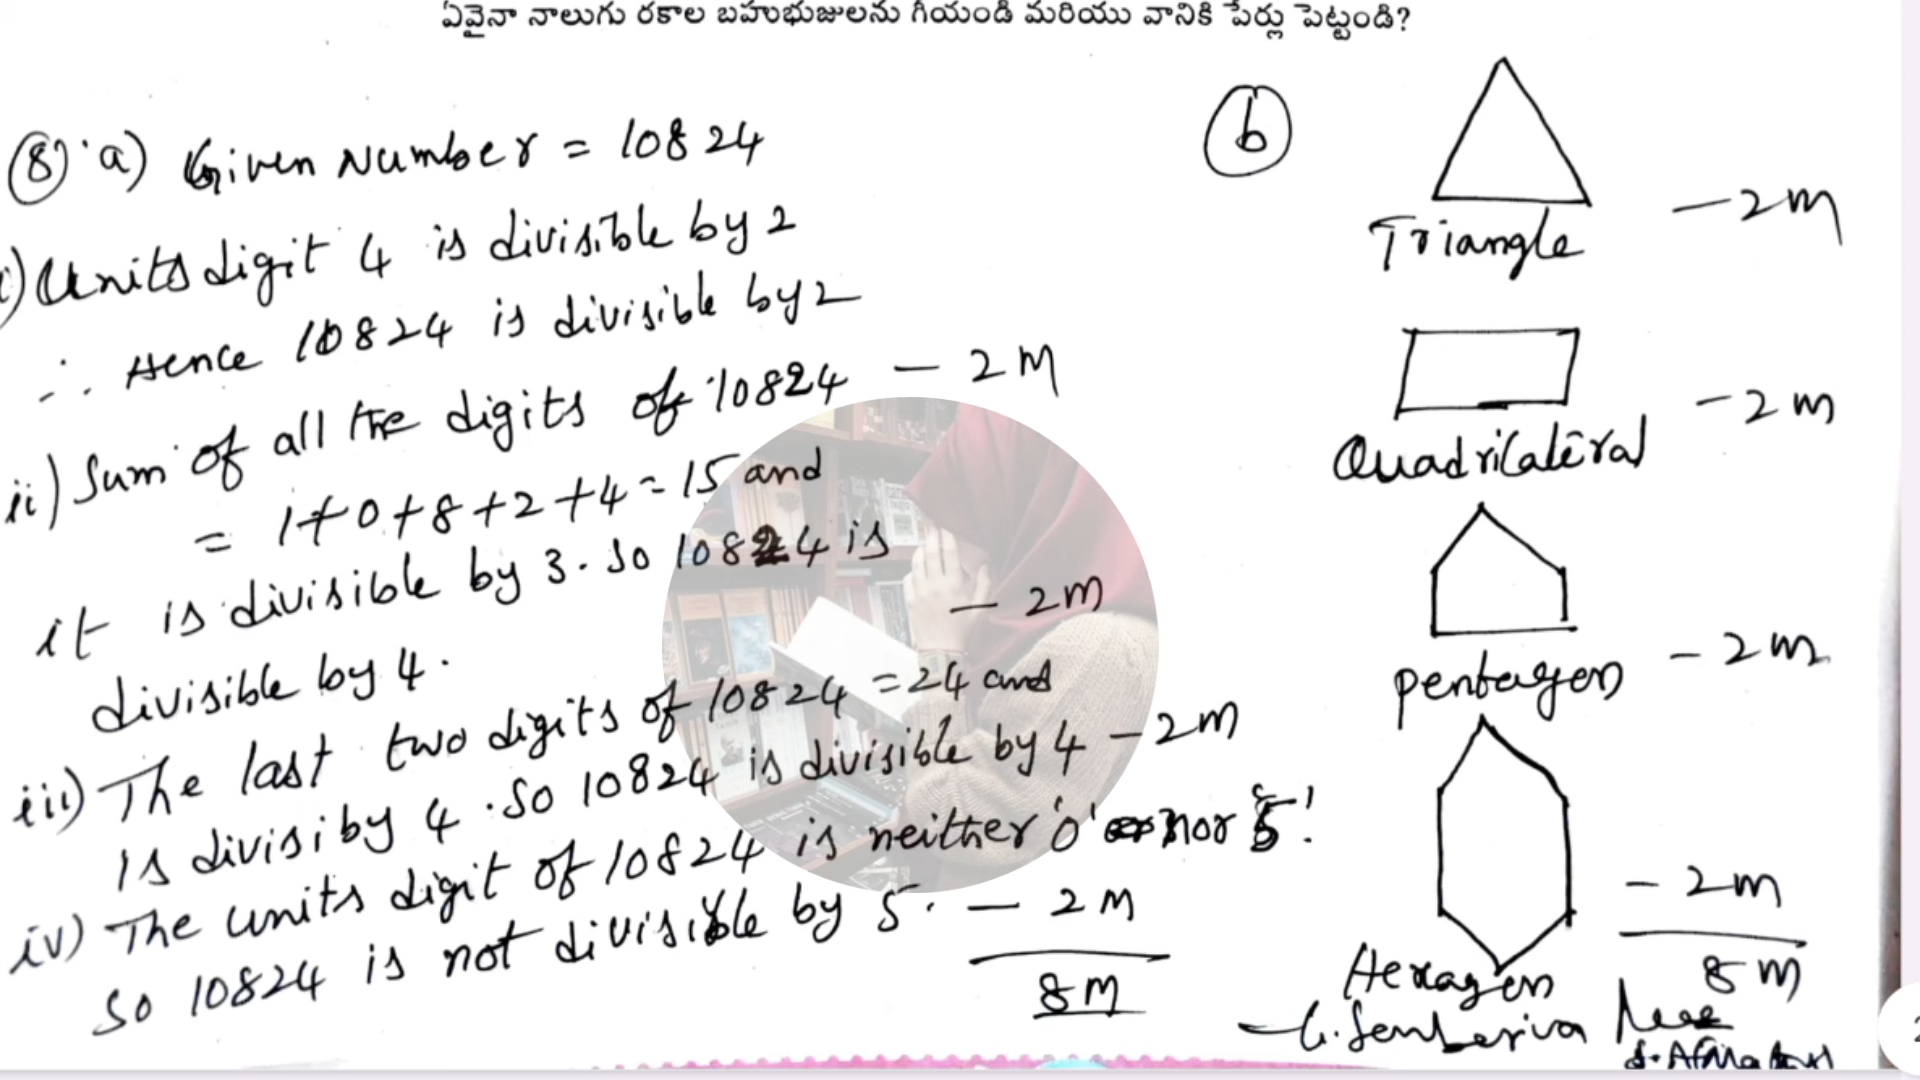 ఏవైనా నాలుగు రకాల బహుభుజులను గీయండి మరియు వానికి పేర్లు పెట్టండి?
8) a) Given Number = 10824
i) Units digit 4 is divisible by 2
∴ Hence 10824 is divisible by 2
- 2M
ii) Sum of all the digits of 10824
= 1+0+8+2+4=15 and
it is divisible by 3. So 10824 is
- 2m
divisible by 4.
iii) The last two digits of 10824 = 24 and
is divisi by 4. So 10824 is divisible by 4 - 2m
iv) The units digit of 10824 is neither '0' nor '5'
So 10824 is not divisible by 5. - 2M
8M
b
Triangle - 2m
Quadrilateral - 2m
pentagon - 2m
Hexagon - 2m
8m